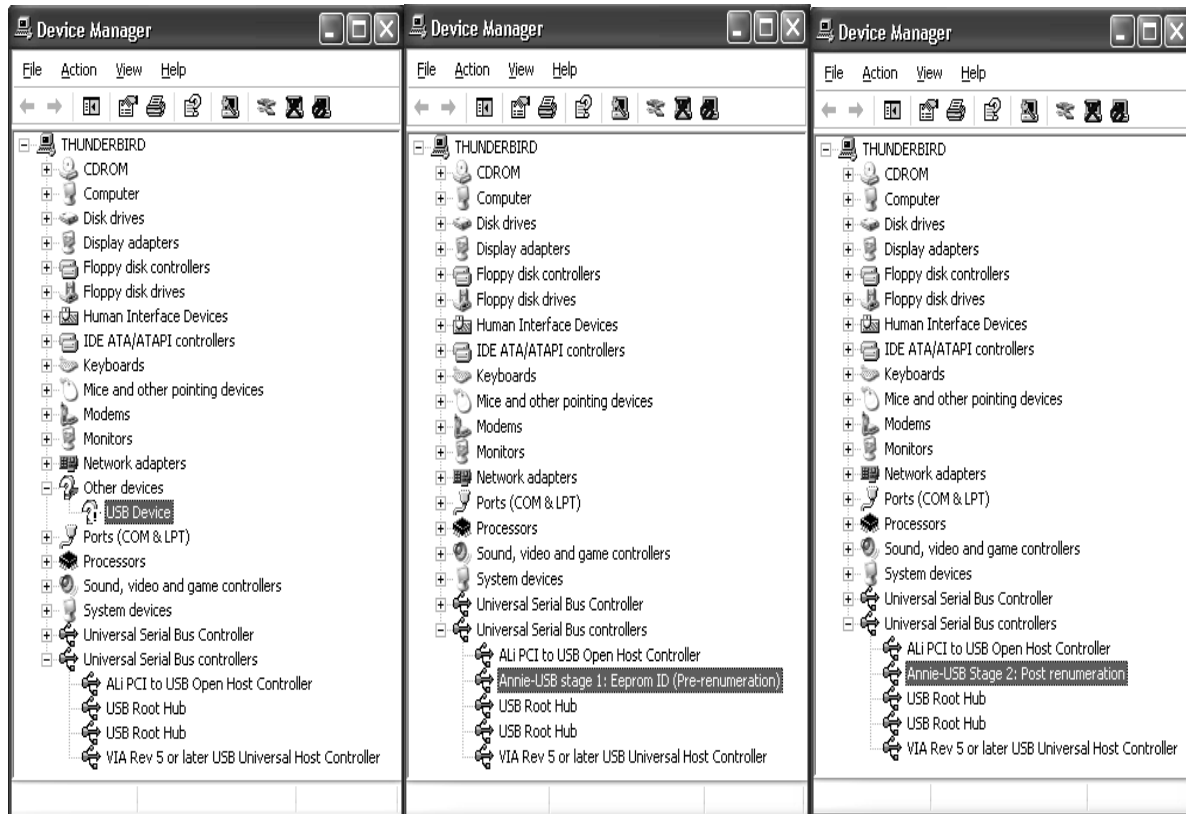 Device Manager
File Action View Help
THUNDERBIRD
CDROM
Computer
Disk drives
Display adapters
Floppy disk controllers
Floppy disk drives
Human Interface Devices
IDE ATA/ATAPI controllers
Keyboards
Mice and other pointing devices
Modems
Monitors
Network adapters
Other devices
USB Device
Ports (COM & LPT)
Processors
Sound, video and game controllers
System devices
Universal Serial Bus Controller
Universal Serial Bus controllers
ALi PCI to USB Open Host Controller
USB Root Hub
USB Root Hub
VIA Rev 5 or later USB Universal Host Controller
Device Manager
File Action View Help
THUNDERBIRD
CDROM
Computer
Disk drives
Display adapters
Floppy disk controllers
Floppy disk drives
Human Interface Devices
IDE ATA/ATAPI controllers
Keyboards
Mice and other pointing devices
Modems
Monitors
Network adapters
Ports (COM & LPT)
Processors
Sound, video and game controllers
System devices
Universal Serial Bus Controller
Universal Serial Bus controllers
ALi PCI to USB Open Host Controller
Annie-USB stage 1: Eeprom ID (Pre-renumeration)
USB Root Hub
USB Root Hub
VIA Rev 5 or later USB Universal Host Controller
Device Manager
File Action View Help
THUNDERBIRD
CDROM
Computer
Disk drives
Display adapters
Floppy disk controllers
Floppy disk drives
Human Interface Devices
IDE ATA/ATAPI controllers
Keyboards
Mice and other pointing devices
Modems
Monitors
Network adapters
Ports (COM & LPT)
Processors
Sound, video and game controllers
System devices
Universal Serial Bus Controller
Universal Serial Bus controllers
ALi PCI to USB Open Host Controller
Annie-USB Stage 2: Post renumeration
USB Root Hub
USB Root Hub
VIA Rev 5 or later USB Universal Host Controller